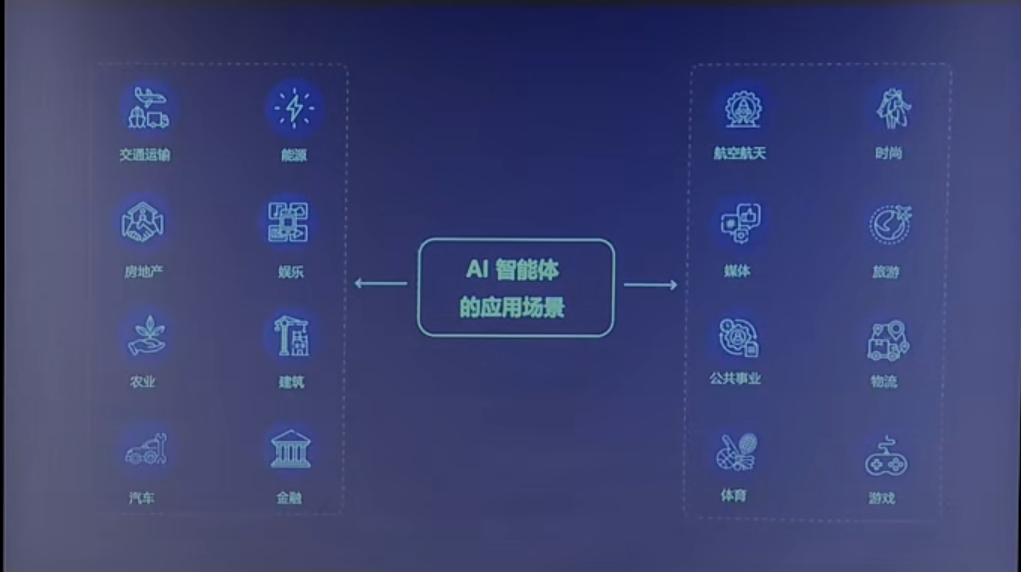 交通运输
能源
房地产
娱乐
农业
建筑
汽车
金融
AI 智能体
的应用场景
航空航天
时尚
媒体
旅游
公共事业
物流
体育
游戏